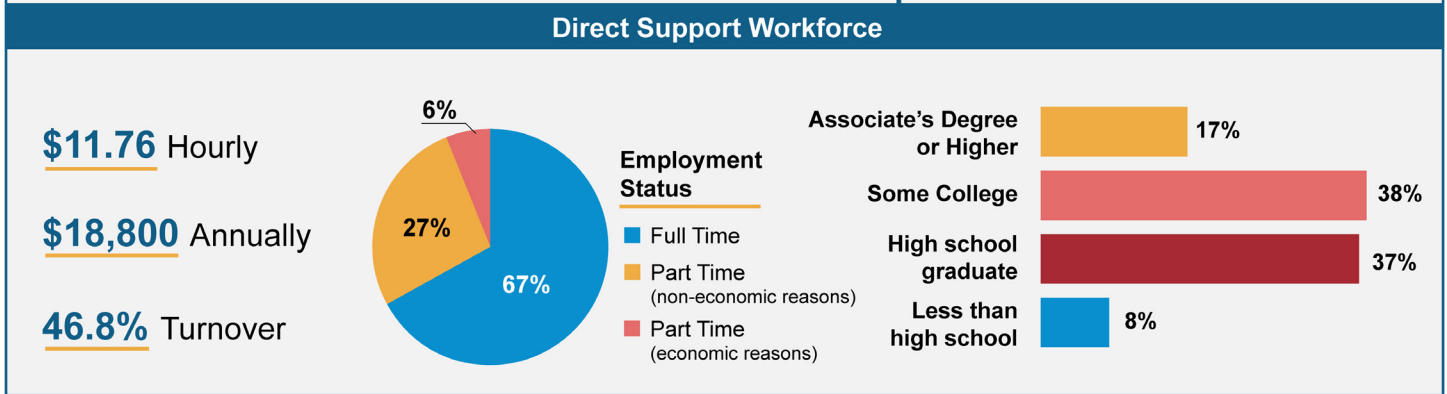 Direct Support Workforce
$11.76 Hourly
$18,800 Annually
46.8% Turnover
6%
27%
67%
Employment
Status
Full Time
Part Time
(non-economic reasons)
Part Time
(economic reasons)
Associate’s Degree
or Higher
17%
Some College
38%
High school
graduate
37%
Less than
high school
8%